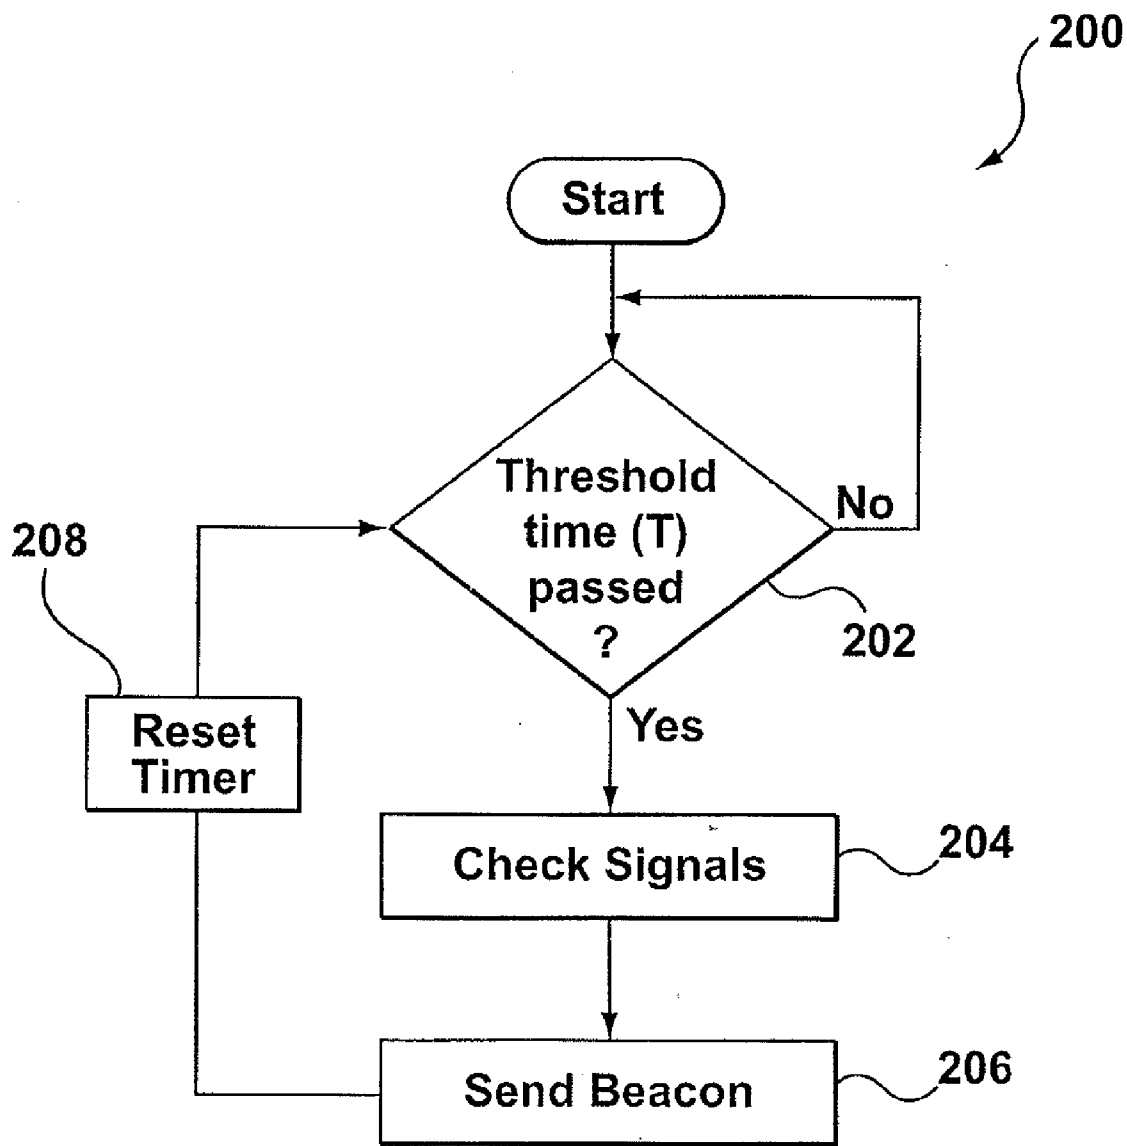 200
Start
Threshold
time (T)
passed
?
No
202
Yes
208
Reset
Timer
Check Signals
204
Send Beacon
206